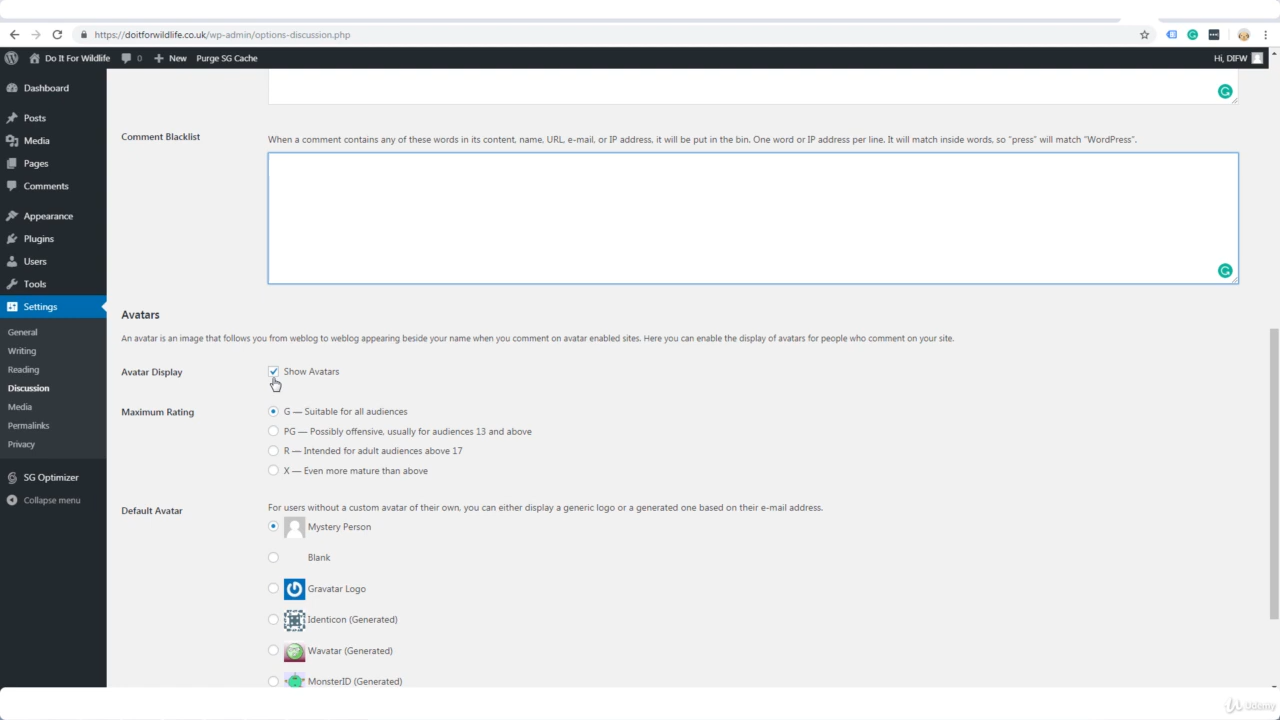 https://doitforwildlife.co.uk/wp-admin/options-discussion.php
Do It For Wildlife 0 New Purge SG Cache Hi, DIFW
Dashboard
Posts
Media
Pages
Comments
Appearance
Plugins
Users
Tools
Settings
General
Writing
Reading
Discussion
Media
Permalinks
Privacy
SG Optimizer
Collapse menu
Comment Blacklist
When a comment contains any of these words in its content, name, URL, e-mail, or IP address, it will be put in the bin. One word or IP address per line. It will match inside words, so "press" will match "WordPress".
Avatars
An avatar is an image that follows you from weblog to weblog appearing beside your name when you comment on avatar enabled sites. Here you can enable the display of avatars for people who comment on your site.
Avatar Display
Show Avatars
Maximum Rating
G — Suitable for all audiences
PG — Possibly offensive, usually for audiences 13 and above
R — Intended for adult audiences above 17
X — Even more mature than above
Default Avatar
For users without a custom avatar of their own, you can either display a generic logo or a generated one based on their e-mail address.
Mystery Person
Blank
Gravatar Logo
Identicon (Generated)
Wavatar (Generated)
MonsterID (Generated)
Udemy